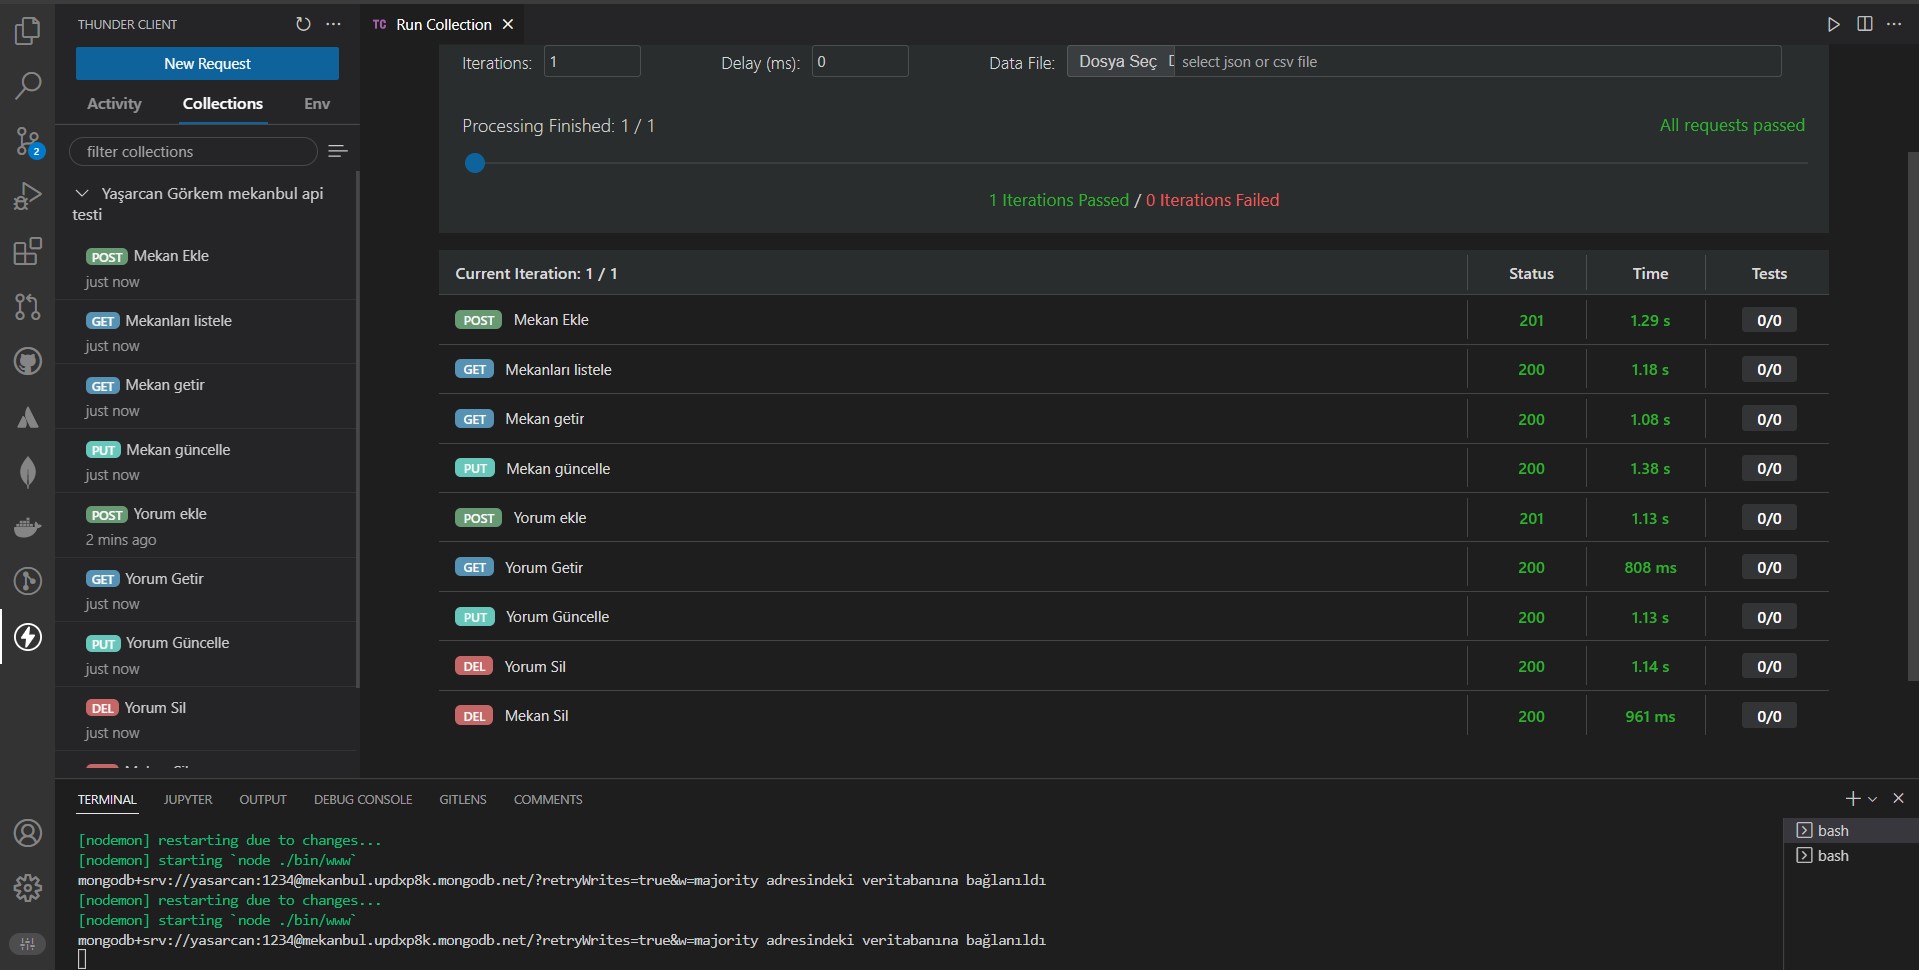 THUNDER CLIENT
New Request
Activity Collections Env
filter collections
Yaşarcan Görkem mekanbul api
testi
POST Mekan Ekle
just now
GET Mekanları listele
just now
GET Mekan getir
just now
PUT Mekan güncelle
just now
POST Yorum ekle
2 mins ago
GET Yorum Getir
just now
PUT Yorum Güncelle
just now
DEL Yorum Sil
just now
2
TC Run Collection
Iterations: 1 Delay (ms): 0 Data File: Dosya Seç select json or csv file
Processing Finished: 1 / 1 All requests passed
1 Iterations Passed / 0 Iterations Failed
Current Iteration: 1 / 1 Status Time Tests
POST Mekan Ekle 201 1.29 s 0/0
GET Mekanları listele 200 1.18 s 0/0
GET Mekan getir 200 1.08 s 0/0
PUT Mekan güncelle 200 1.38 s 0/0
POST Yorum ekle 201 1.13 s 0/0
GET Yorum Getir 200 808 ms 0/0
PUT Yorum Güncelle 200 1.13 s 0/0
DEL Yorum Sil 200 1.14 s 0/0
DEL Mekan Sil 200 961 ms 0/0
TERMINAL JUPYTER OUTPUT DEBUG CONSOLE GITLENS COMMENTS
[nodemon] restarting due to changes...
[nodemon] starting `node ./bin/www`
mongodb+srv://yasarcan:1234@mekanbul.updxp8k.mongodb.net/?retryWrites=true&w=majority adresindeki veritabanına bağlanıldı
[nodemon] restarting due to changes...
[nodemon] starting `node ./bin/www`
mongodb+srv://yasarcan:1234@mekanbul.updxp8k.mongodb.net/?retryWrites=true&w=majority adresindeki veritabanına bağlanıldı
bash
bash